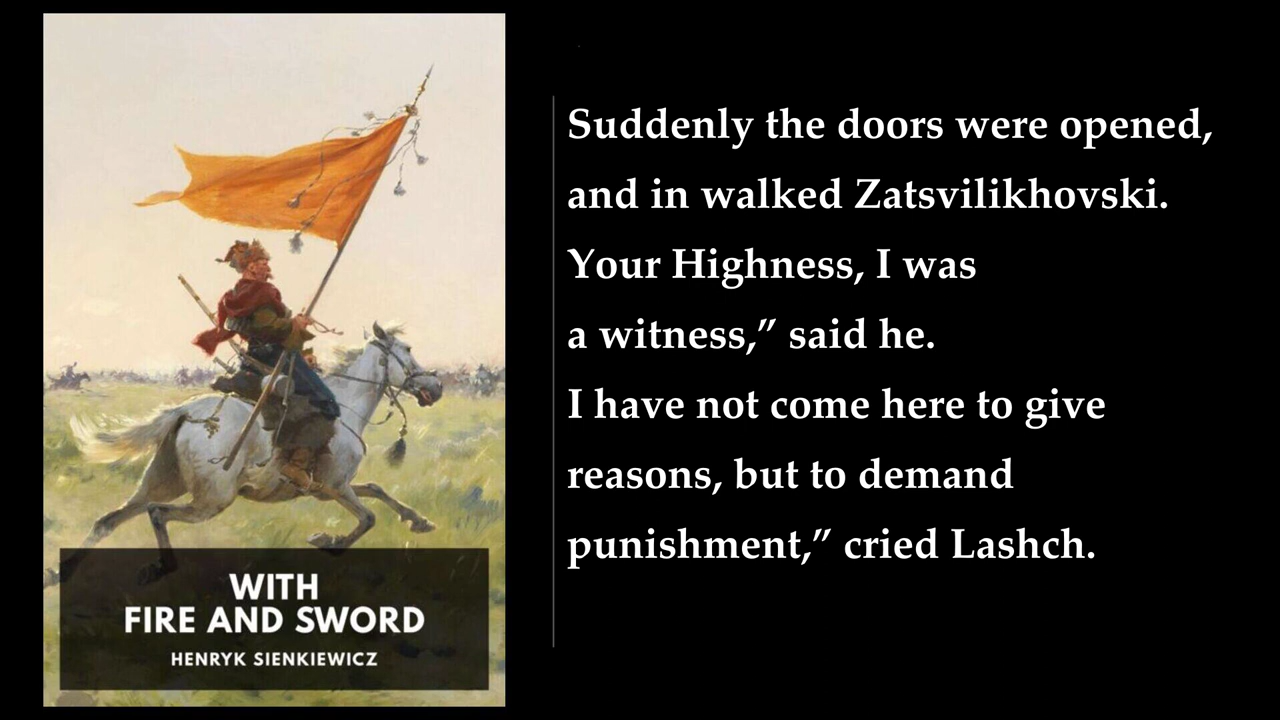 WITH
FIRE AND SWORD
HENRYK SIENKIEWICZ
Suddenly the doors were opened,
and in walked Zatsvilikhovski.
Your Highness, I was
a witness,” said he.
I have not come here to give
reasons, but to demand
punishment,” cried Lashch.